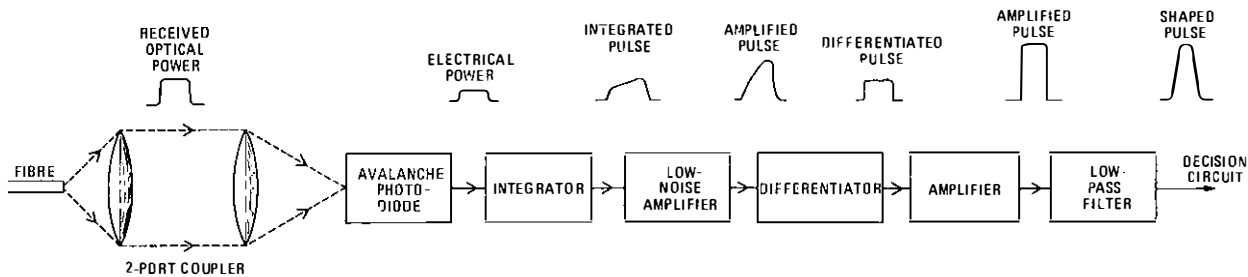 RECEIVED
OPTICAL
POWER
ELECTRICAL
POWER
INTEGRATED
PULSE
AMPLIFIED
PULSE
DIFFERENTIATED
PULSE
AMPLIFIED
PULSE
SHAPED
PULSE
FIBRE
2-PORT COUPLER
AVALANCHE
PHOTO-
DIODE
INTEGRATOR
LOW-
NOISE
AMPLIFIER
DIFFERENTIATOR
AMPLIFIER
LOW-
PASS
FILTER
DECISION
CIRCUIT